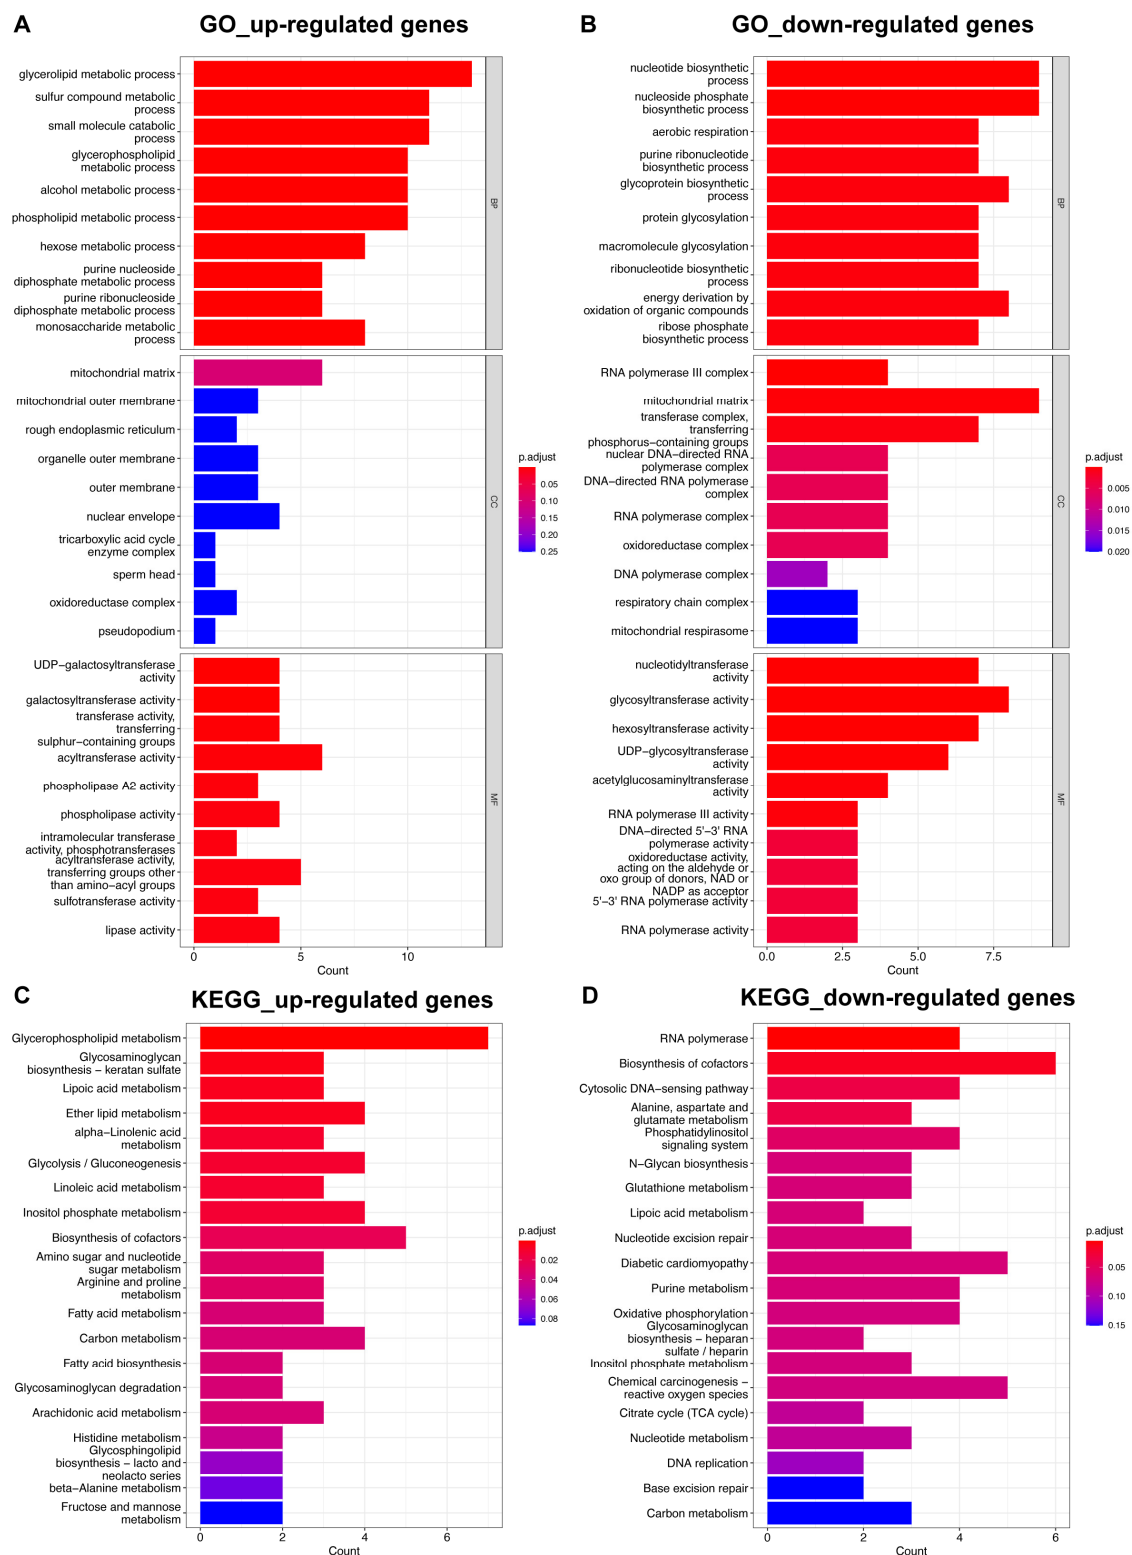 A
GO_up-regulated genes
glycerolipid metabolic process
sulfur compound metabolic
process
small molecule catabolic
process
glycerophospholipid
metabolic process
alcohol metabolic process
phospholipid metabolic process
hexose metabolic process
purine nucleoside
diphosphate metabolic process
purine ribonucleoside
diphosphate metabolic process
monosaccharide metabolic
process
BP
mitochondrial matrix
mitochondrial outer membrane
rough endoplasmic reticulum
organelle outer membrane
outer membrane
nuclear envelope
tricarboxylic acid cycle
enzyme complex
sperm head
oxidoreductase complex
pseudopodium
CC
UDP−galactosyltransferase
activity
galactosyltransferase activity
transferase activity,
transferring
sulphur−containing groups
acyltransferase activity
phospholipase A2 activity
phospholipase activity
intramolecular transferase
activity, phosphotransferases
acyltransferase activity,
transferring groups other
than amino−acyl groups
sulfotransferase activity
lipase activity
MF
0 5 10
Count
p.adjust
0.05
0.10
0.15
0.20
0.25
B
GO_down-regulated genes
nucleotide biosynthetic
process
nucleoside phosphate
biosynthetic process
aerobic respiration
purine ribonucleotide
biosynthetic process
glycoprotein biosynthetic
process
protein glycosylation
macromolecule glycosylation
ribonucleotide biosynthetic
process
energy derivation by
oxidation of organic compounds
ribose phosphate
biosynthetic process
BP
RNA polymerase III complex
mitochondrial matrix
transferase complex,
transferring
phosphorus−containing groups
nuclear DNA−directed RNA
polymerase complex
DNA−directed RNA polymerase
complex
RNA polymerase complex
oxidoreductase complex
DNA polymerase complex
respiratory chain complex
mitochondrial respirasome
CC
nucleotidyltransferase
activity
glycosyltransferase activity
hexosyltransferase activity
UDP−glycosyltransferase
activity
acetylglucosaminyltransferase
activity
RNA polymerase III activity
DNA−directed 5'−3' RNA
polymerase activity
oxidoreductase activity,
acting on the aldehyde or
oxo group of donors, NAD or
NADP as acceptor
5'−3' RNA polymerase activity
RNA polymerase activity
MF
0.0 2.5 5.0 7.5
Count
p.adjust
0.005
0.010
0.015
0.020
C
KEGG_up-regulated genes
Glycerophospholipid metabolism
Glycosaminoglycan
biosynthesis − keratan sulfate
Lipoic acid metabolism
Ether lipid metabolism
alpha−Linolenic acid
metabolism
Glycolysis / Gluconeogenesis
Linoleic acid metabolism
Inositol phosphate metabolism
Biosynthesis of cofactors
Amino sugar and nucleotide
sugar metabolism
Arginine and proline
metabolism
Fatty acid metabolism
Carbon metabolism
Fatty acid biosynthesis
Glycosaminoglycan degradation
Arachidonic acid metabolism
Histidine metabolism
Glycosphingolipid
biosynthesis − lacto and
neolacto series
beta−Alanine metabolism
Fructose and mannose
metabolism
0 2 4 6
Count
p.adjust
0.02
0.04
0.06
0.08
D
KEGG_down-regulated genes
RNA polymerase
Biosynthesis of cofactors
Cytosolic DNA−sensing pathway
Alanine, aspartate and
glutamate metabolism
Phosphatidylinositol
signaling system
N−Glycan biosynthesis
Glutathione metabolism
Lipoic acid metabolism
Nucleotide excision repair
Diabetic cardiomyopathy
Purine metabolism
Oxidative phosphorylation
Glycosaminoglycan
biosynthesis − heparan
sulfate / heparin
Inositol phosphate metabolism
Chemical carcinogenesis −
reactive oxygen species
Citrate cycle (TCA cycle)
Nucleotide metabolism
DNA replication
Base excision repair
Carbon metabolism
0 2 4 6
Count
p.adjust
0.05
0.10
0.15